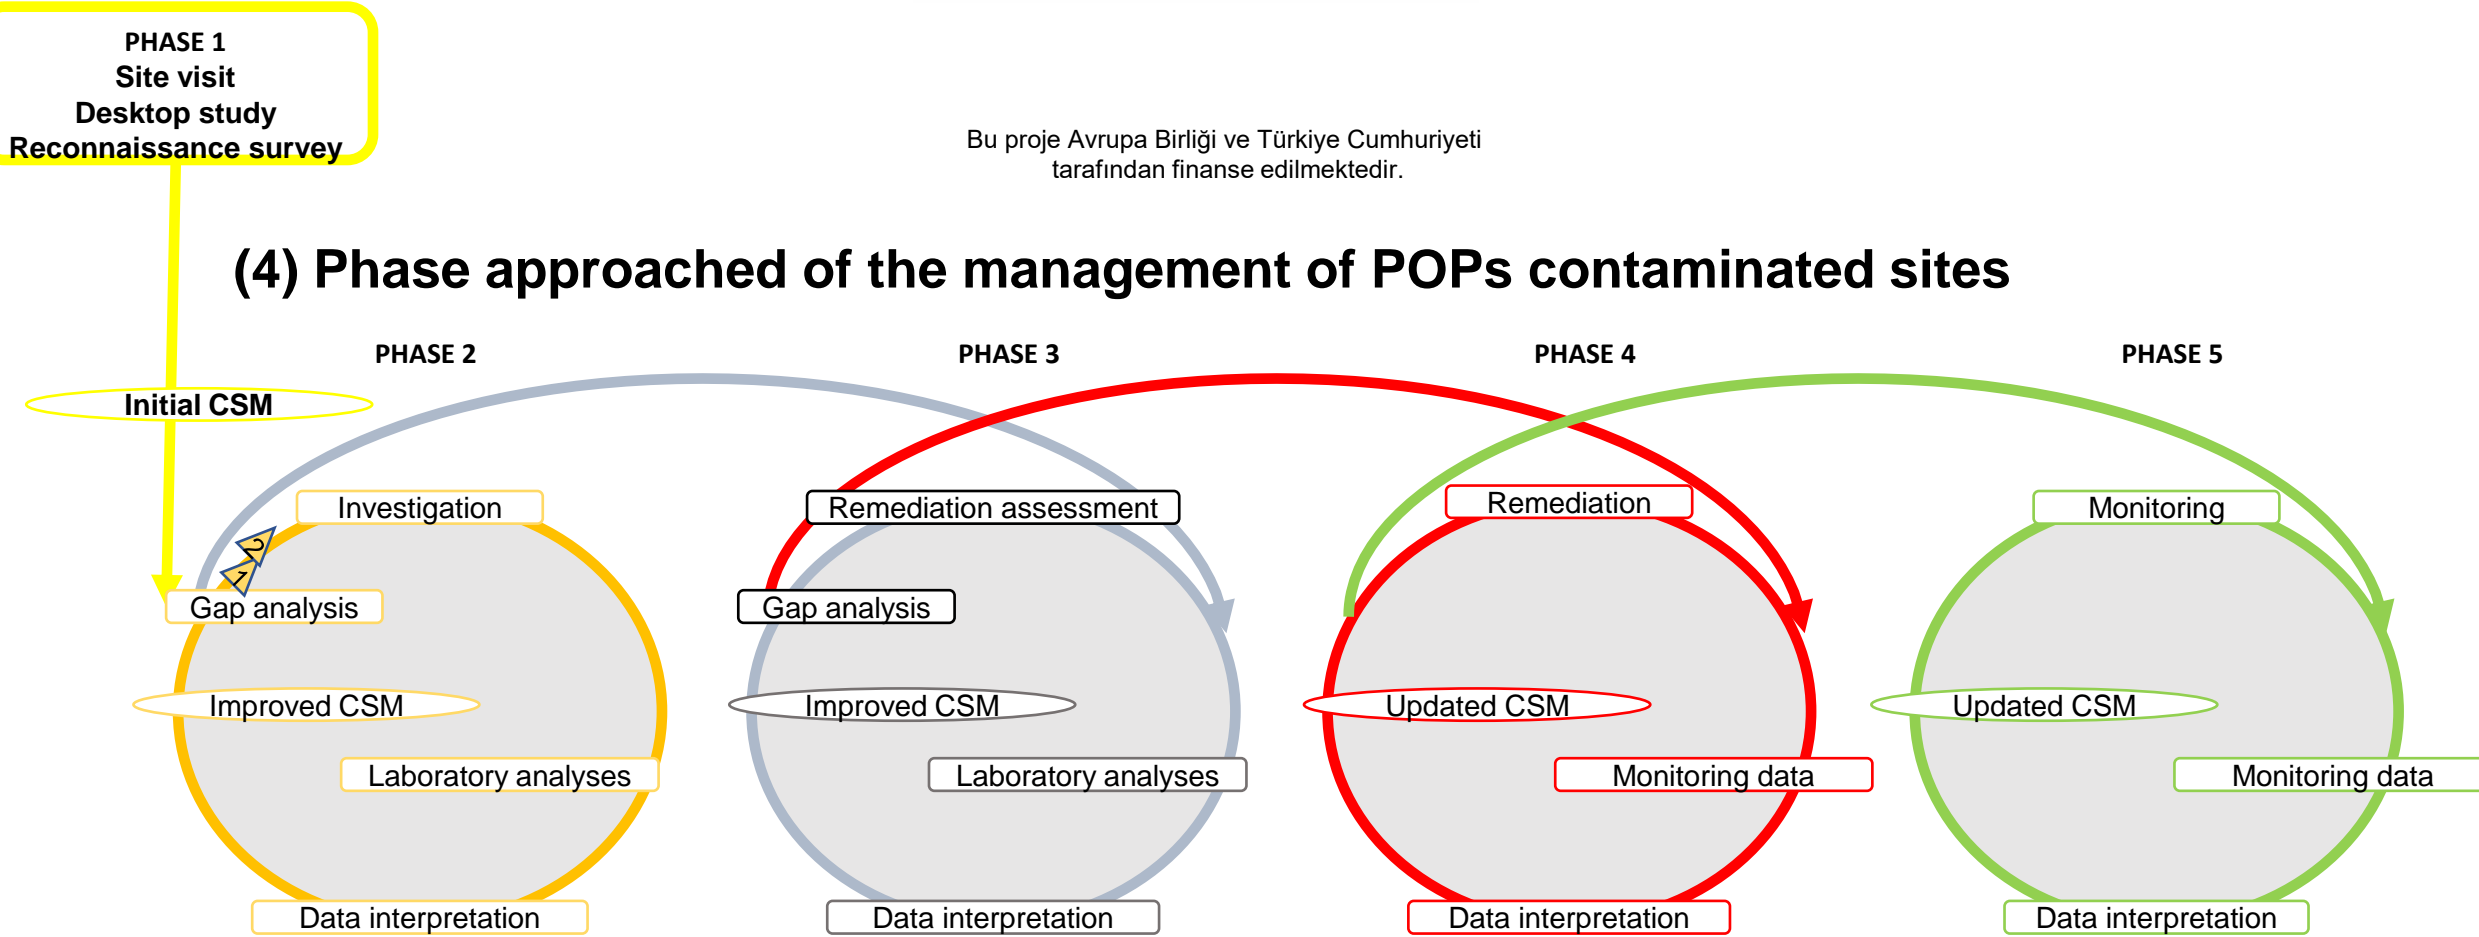 PHASE 1
Site visit
Desktop study
Reconnaissance survey
Bu proje Avrupa Birliği ve Türkiye Cumhuriyeti
tarafından finanse edilmektedir.
(4) Phase approached of the management of POPs contaminated sites
PHASE 2
PHASE 3
PHASE 4
PHASE 5
Initial CSM
Investigation
2
1
Gap analysis
Improved CSM
Laboratory analyses
Data interpretation
Remediation assessment
Gap analysis
Improved CSM
Laboratory analyses
Data interpretation
Remediation
Updated CSM
Monitoring data
Data interpretation
Monitoring
Updated CSM
Monitoring data
Data interpretation